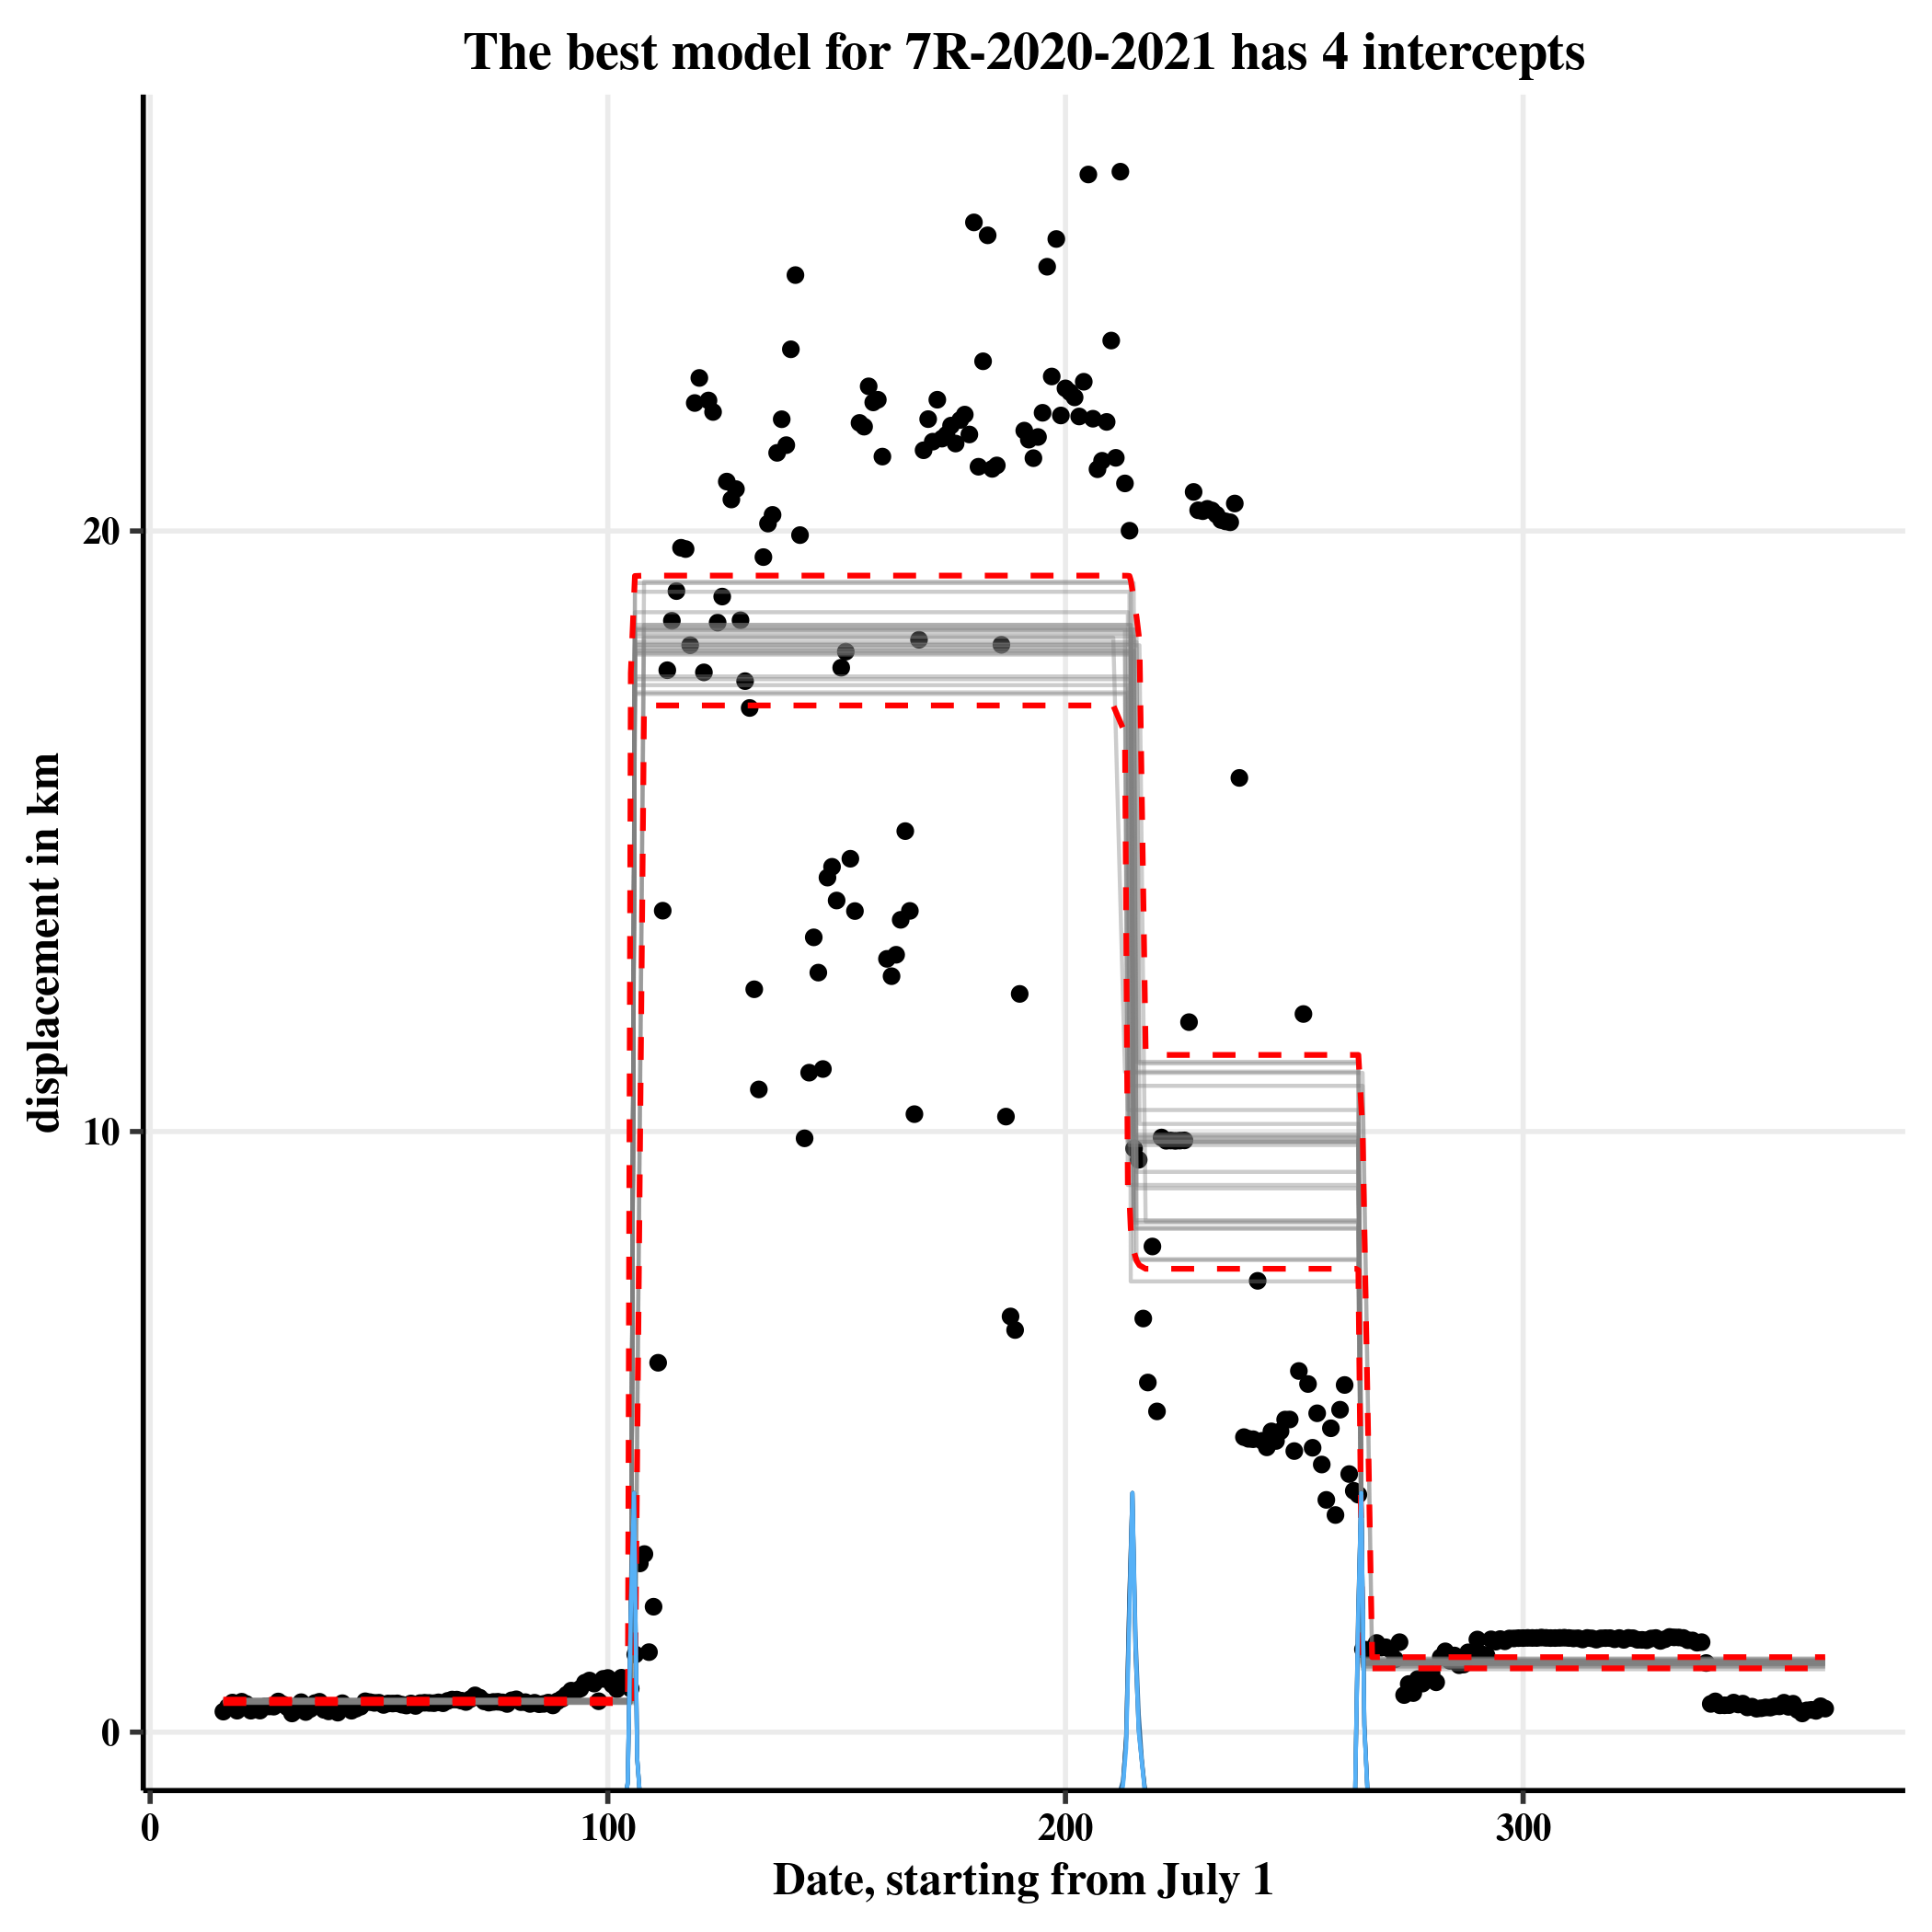 The best model for 7R-2020-2021 has 4 intercepts
displacement in km
20
10
0
0 100 200 300
Date, starting from July 1